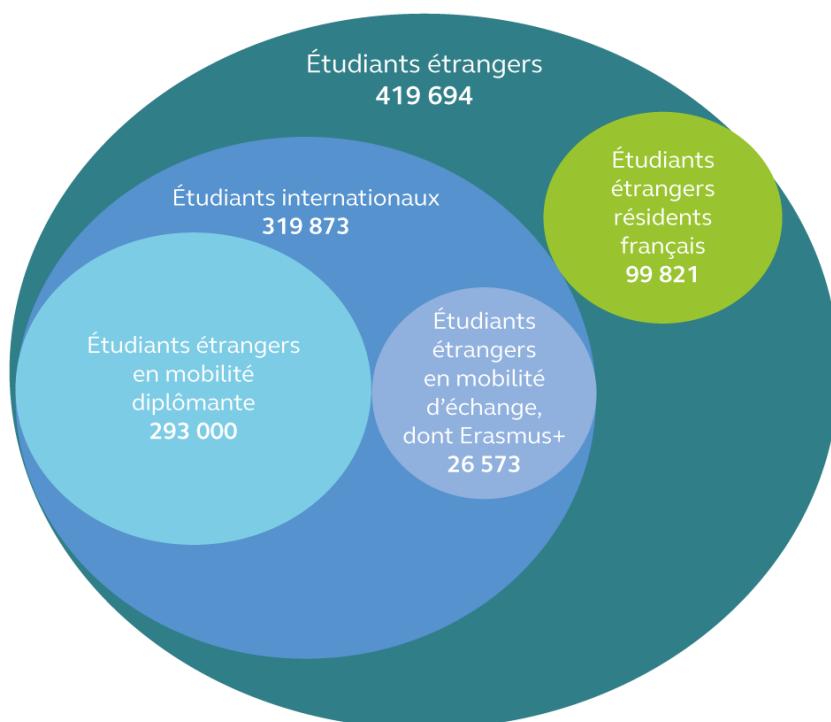 Étudiants étrangers
419 694
Étudiants
étrangers
résidents
français
99 821
Étudiants internationaux
319 873
Étudiants étrangers
en mobilité
diplômante
293 000
Étudiants
étrangers
en mobilité
d'échange,
dont Erasmus+
26 573